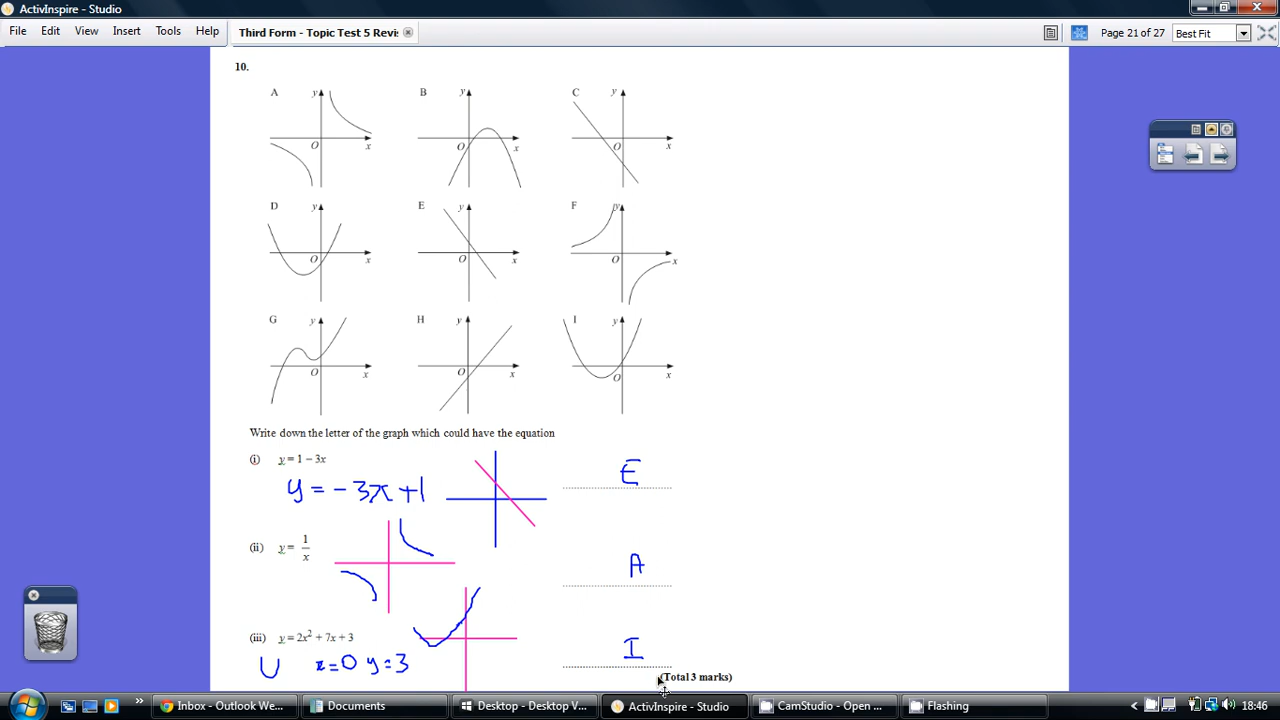 ActivInspire - Studio
File Edit View Insert Tools Help
Third Form - Topic Test 5 Revis
Page 21 of 27
Best Fit
10.
A y O x
B y O x
C y O x
D y O x
E y O x
F y O x
G y O x
H y O x
I y O x
Write down the letter of the graph which could have the equation
(i) y = 1 – 3x
y = -3x +1
E
(ii) y = 1/x
A
(iii) y = 2x² + 7x + 3
U x=0 y=3
I
(Total 3 marks)
Inbox - Outlook We...
Documents
Desktop - Desktop V...
ActivInspire - Studio
CamStudio - Open ...
Flashing
18:46